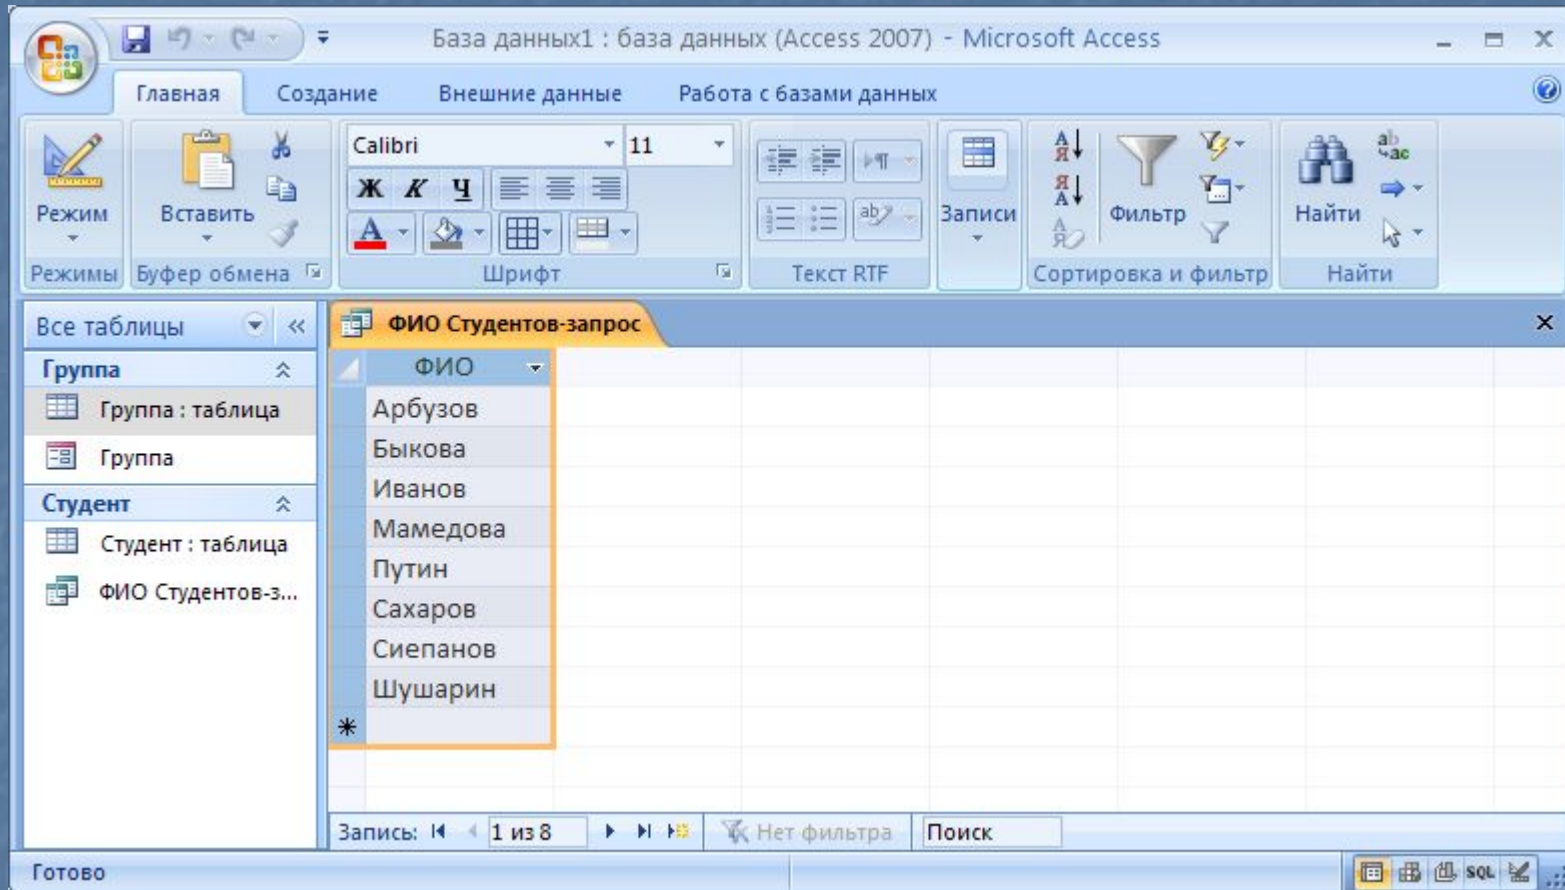 База данных1 : база данных (Access 2007) - Microsoft Access
Главная Создание Внешние данные Работа с базами данных
Calibri 11
Ж К Ч
Режим Вставить Записи Фильтр Найти
Режимы Буфер обмена Шрифт Текст RTF Сортировка и фильтр Найти
Все таблицы
ФИО Студентов-запрос
Группа
Группа : таблица
Группа
Студент
Студент : таблица
ФИО Студентов-з...
ФИО
Арбузов
Быкова
Иванов
Мамедова
Путин
Сахаров
Сиепанов
Шушарин
Запись: 1 из 8 Нет фильтра Поиск
Готово SQL